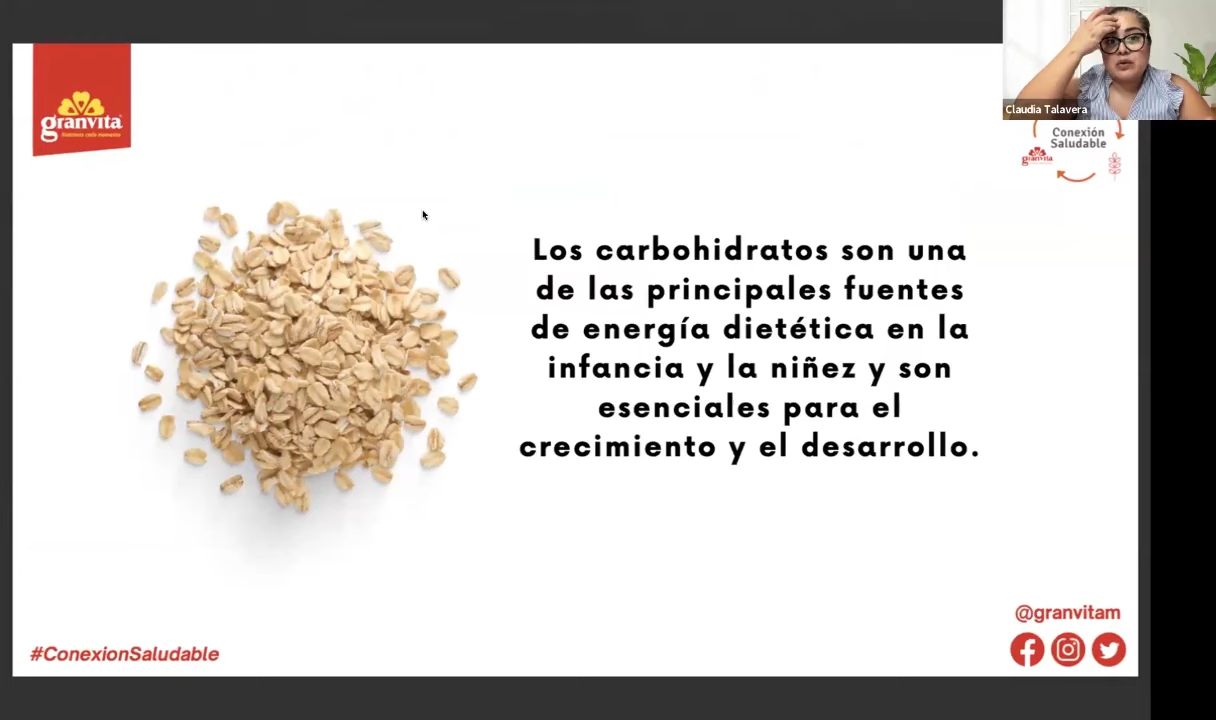 granvita
Claudia Talavera
Conexión
Saludable
granvita
Los carbohidratos son una
de las principales fuentes
de energía dietética en la
infancia y la niñez y son
esenciales para el
crecimiento y el desarrollo.
@granvitam
#ConexionSaludable